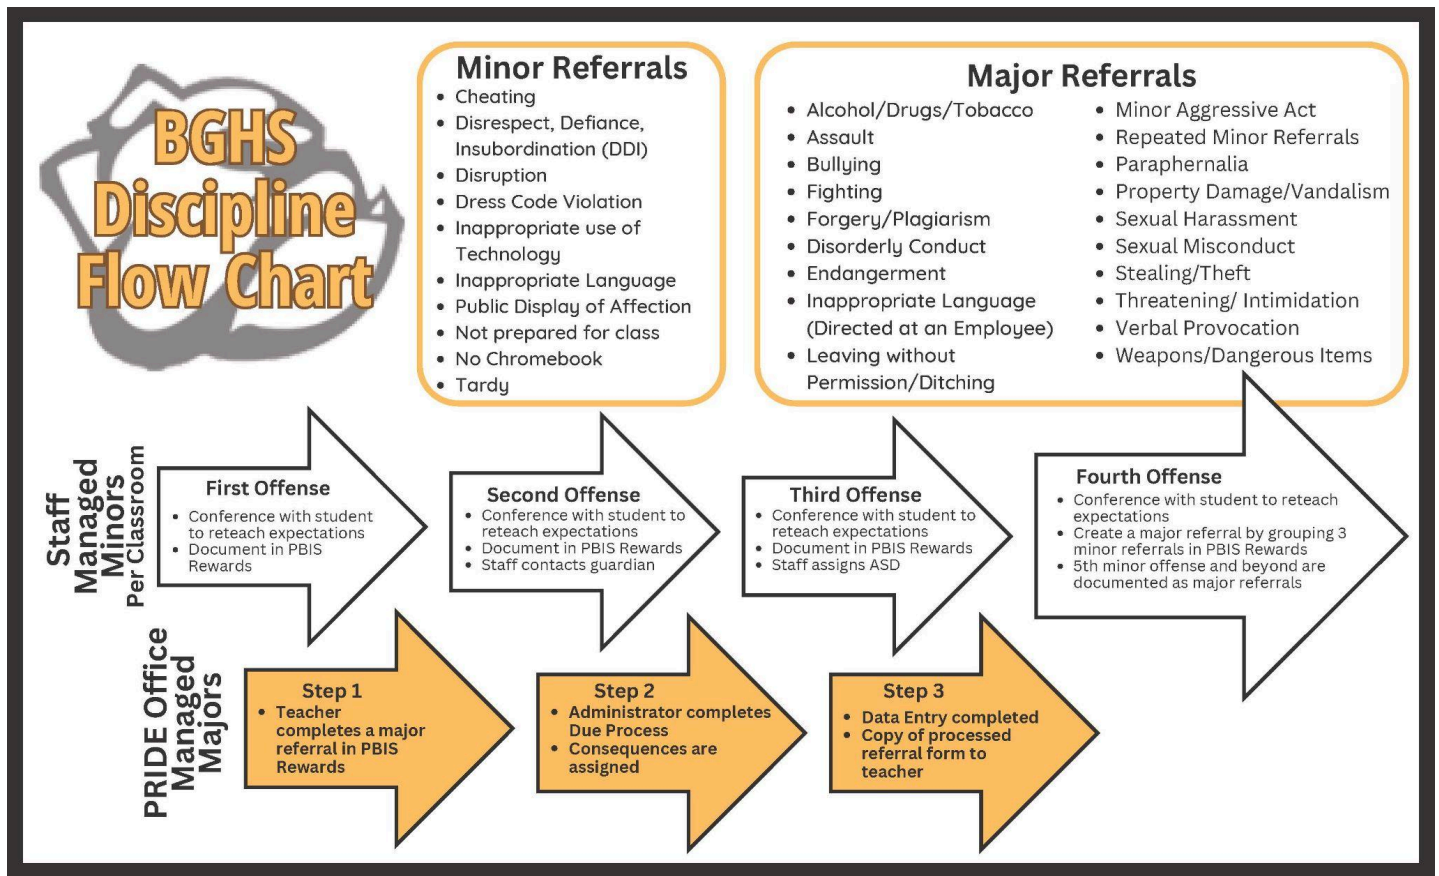 BGHS
Discipline
Flow Chart
Minor Referrals
• Cheating
• Disrespect, Defiance,
Insubordination (DDI)
• Disruption
• Dress Code Violation
• Inappropriate use of
Technology
• Inappropriate Language
• Public Display of Affection
• Not prepared for class
• No Chromebook
• Tardy
Major Referrals
• Alcohol/Drugs/Tobacco
• Assault
• Bullying
• Fighting
• Forgery/Plagiarism
• Disorderly Conduct
• Endangerment
• Inappropriate Language
(Directed at an Employee)
• Leaving without
Permission/Ditching
• Minor Aggressive Act
• Repeated Minor Referrals
• Paraphernalia
• Property Damage/Vandalism
• Sexual Harassment
• Sexual Misconduct
• Stealing/Theft
• Threatening/ Intimidation
• Verbal Provocation
• Weapons/Dangerous Items
Staff
Managed
Minors
Per Classroom
First Offense
• Conference with student
to reteach expectations
• Document in PBIS
Rewards
Second Offense
• Conference with student to
reteach expectations
• Document in PBIS Rewards
• Staff contacts guardian
Third Offense
• Conference with student to
reteach expectations
• Document in PBIS Rewards
• Staff assigns ASD
Fourth Offense
• Conference with student to reteach
expectations
• Create a major referral by grouping 3
minor referrals in PBIS Rewards
• 5th minor offense and beyond are
documented as major referrals
PRIDE Office
Managed
Majors
Step 1
• Teacher
completes a major
referral in PBIS
Rewards
Step 2
• Administrator completes
Due Process
• Consequences are
assigned
Step 3
• Data Entry completed
• Copy of processed
referral form to
teacher